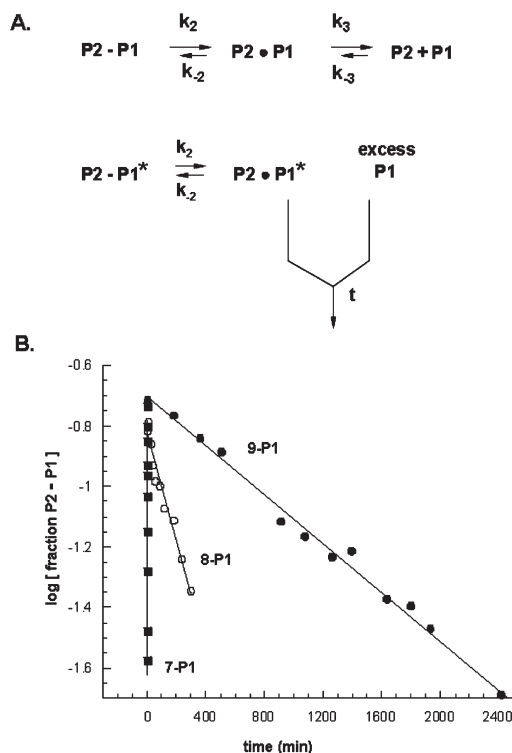 A.
k2 k3
P2 - P1 P2 • P1 P2 + P1
k-2 k-3
k2 excess
P2 - P1* P2 • P1* P1
k-2
t
B.
log [ fraction P2 - P1 ]
-0.6
-0.8
-1
-1.2
-1.4
-1.6
9-P1
8-P1
7-P1
0 400 800 1200 1600 2000 2400
time (min)